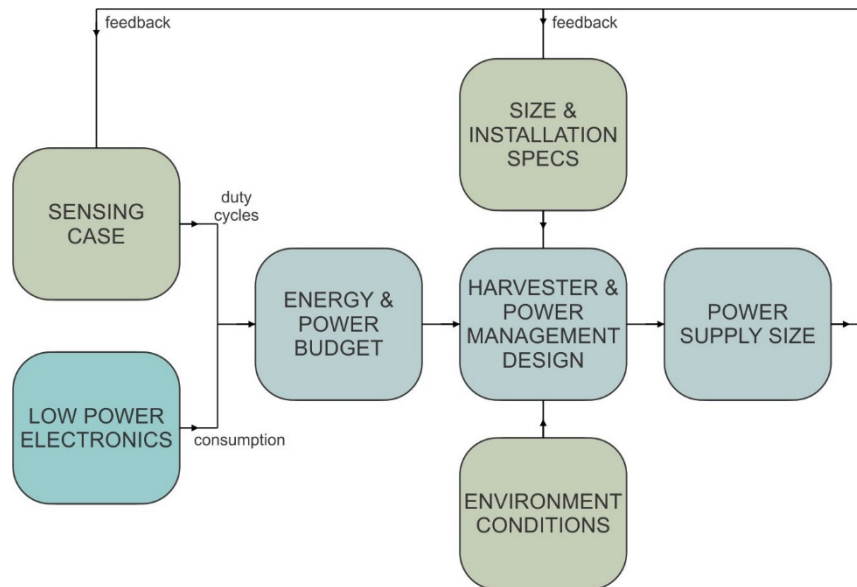 feedback
feedback
SIZE &
INSTALLATION
SPECS
SENSING
CASE
duty
cycles
ENERGY &
POWER
BUDGET
HARVESTER &
POWER
MANAGEMENT
DESIGN
POWER
SUPPLY SIZE
LOW POWER
ELECTRONICS
consumption
ENVIRONMENT
CONDITIONS